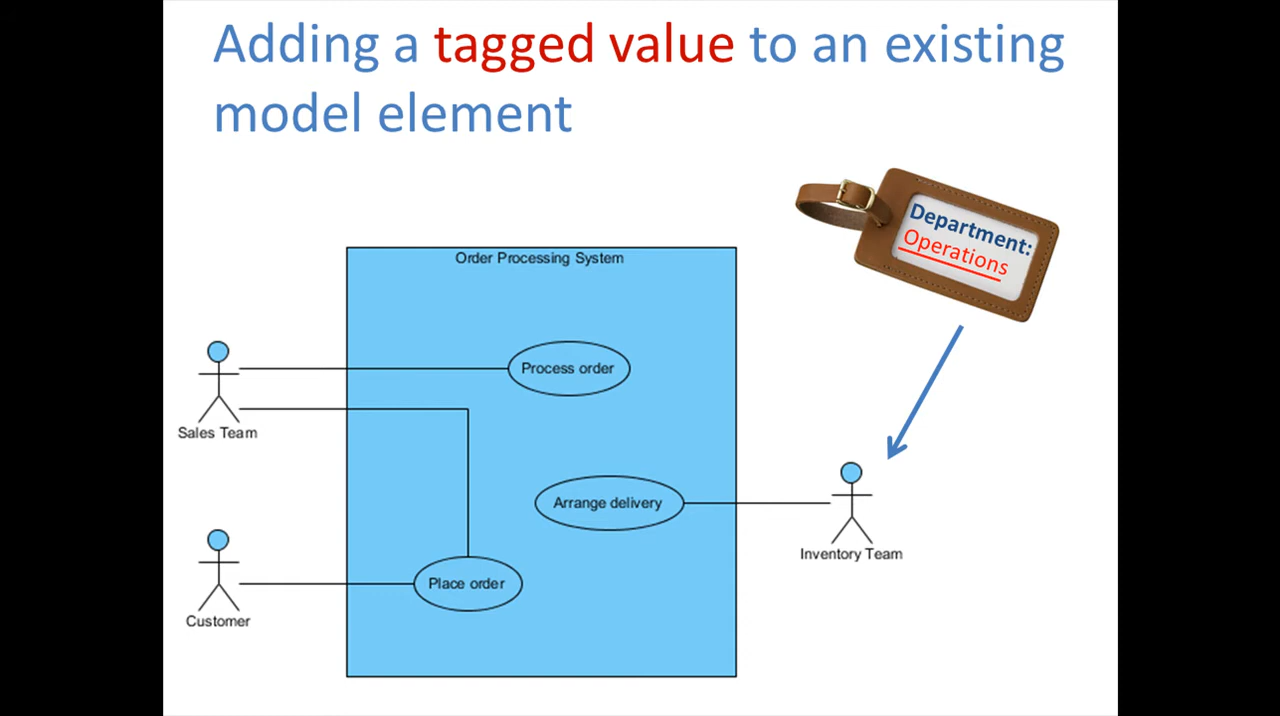 Adding a tagged value to an existing
model element
Department:
Operations
Order Processing System
Process order
Sales Team
Arrange delivery
Inventory Team
Place order
Customer